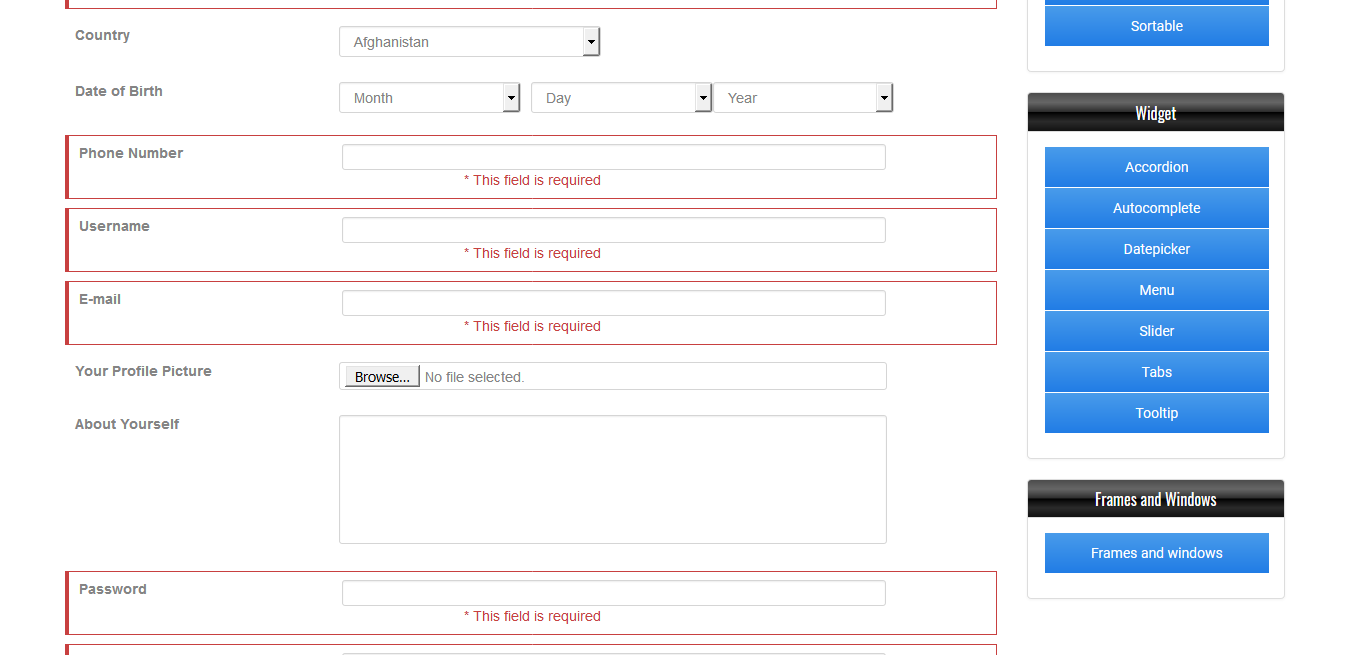 Country
Afghanistan
Date of Birth
Month Day Year
Phone Number
* This field is required
Username
* This field is required
E-mail
* This field is required
Your Profile Picture
Browse... No file selected.
About Yourself
Password
* This field is required
Sortable
Widget
Accordion
Autocomplete
Datepicker
Menu
Slider
Tabs
Tooltip
Frames and Windows
Frames and windows